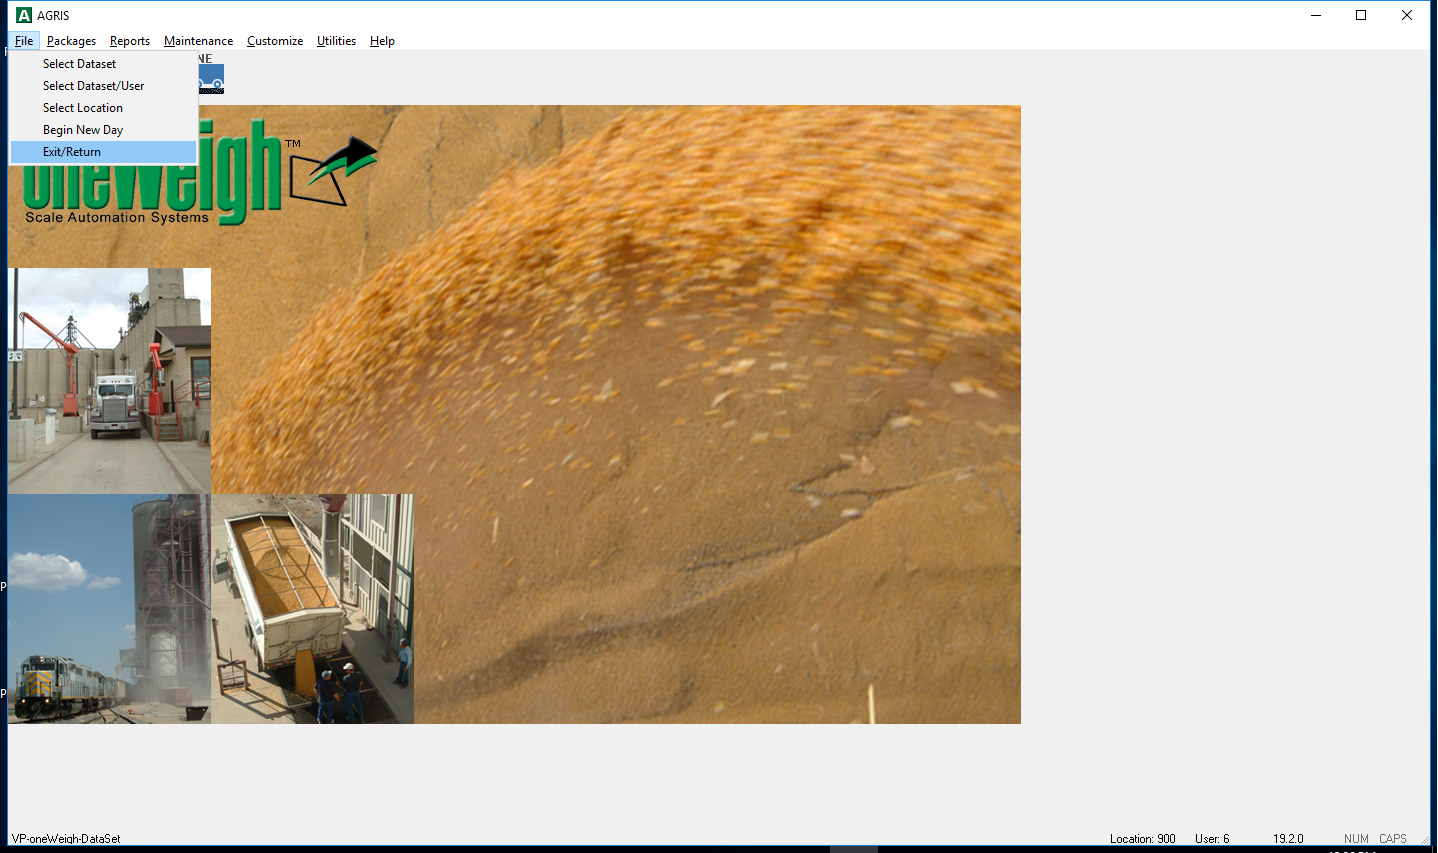 AGRIS
File Packages Reports Maintenance Customize Utilities Help
Select Dataset
Select Dataset/User
Select Location
Begin New Day
Exit/Return
oneWeigh™
Scale Automation Systems
VP-oneWeigh-DataSet Location: 900 User: 6 19.2.0 NUM CAPS